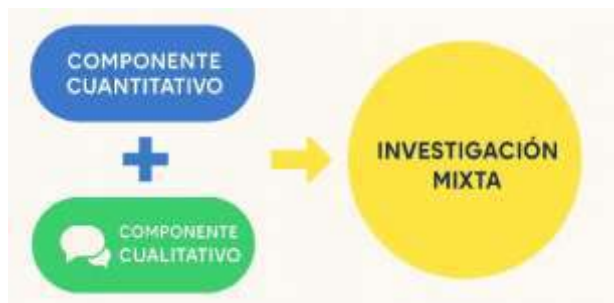 COMPONENTE
CUANTITATIVO
+
COMPONENTE
CUALITATIVO
INVESTIGACIÓN
MIXTA